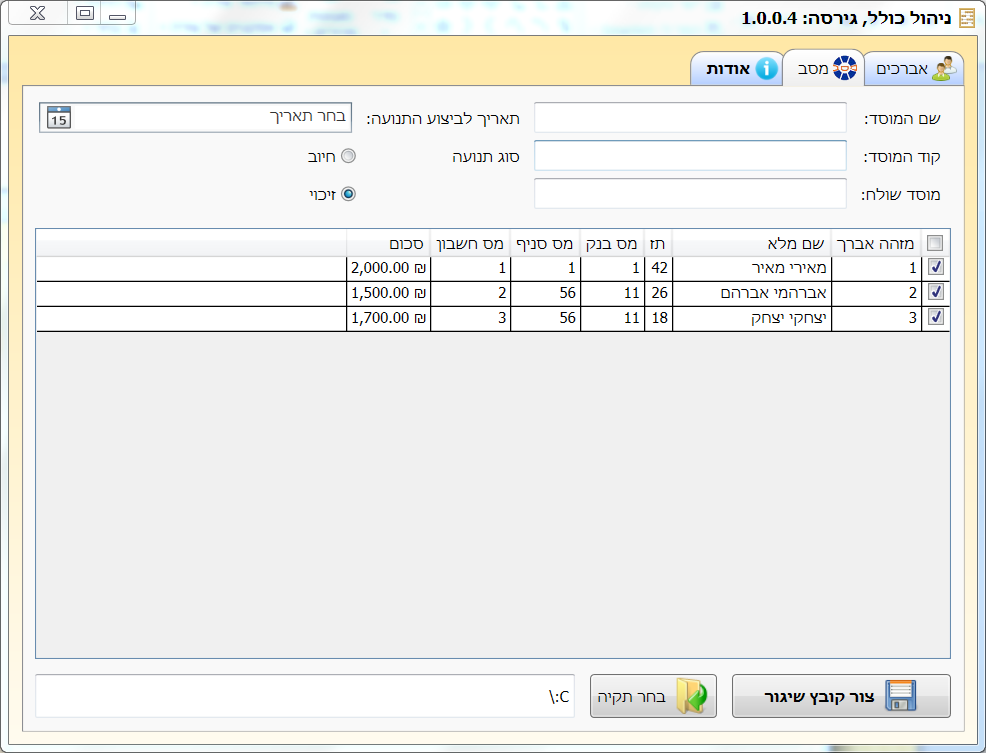 ניהול כולל, גירסה: 1.0.0.4
אברכים מסב אודות
שם המוסד: תאריך לביצוע התנועה: בחר תאריך 15
קוד המוסד: סוג תנועה חיוב
מוסד שולח: זיכוי
מזהה אברך שם מלא תז מס בנק מס סניף מס חשבון סכום
1 מאירי מאיר 42 1 1 1 2,000.00 ₪
2 אברהמי אברהם 26 11 56 2 1,500.00 ₪
3 יצחקי יצחק 18 11 56 3 1,700.00 ₪
צור קובץ שיגור בחר תקיה C:\